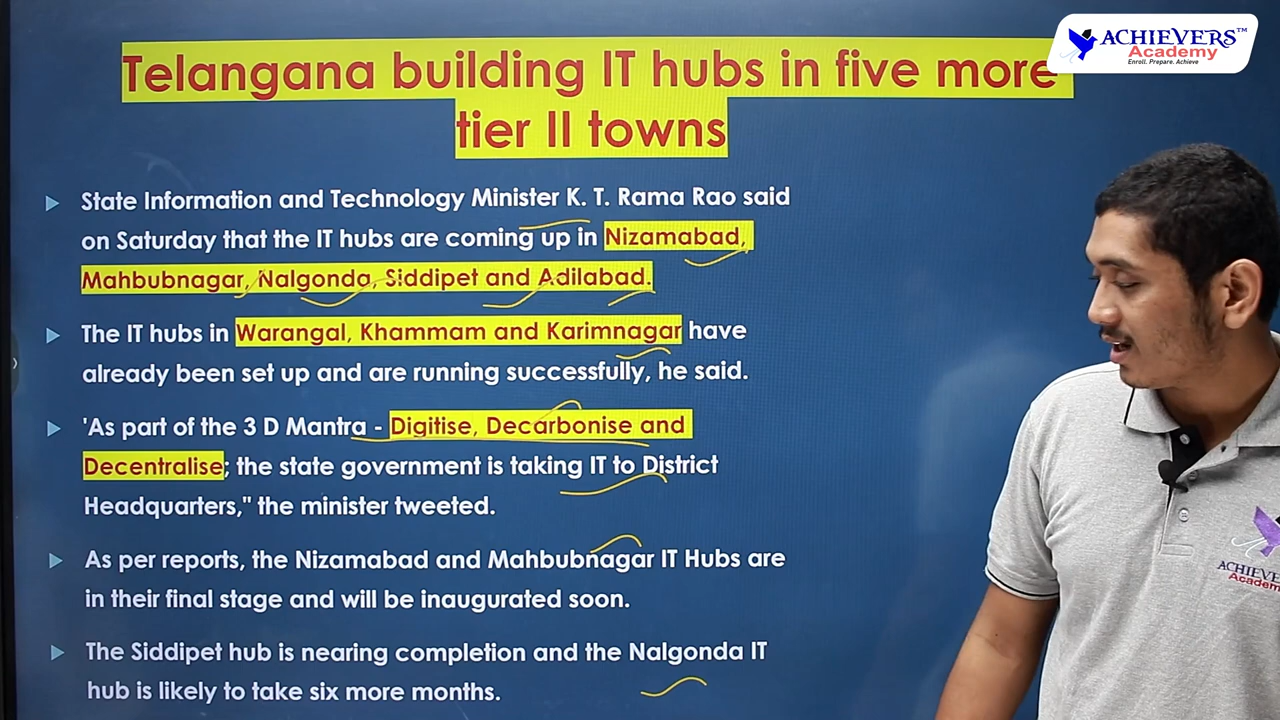 ACHIEVERS™
Academy
Enroll. Prepare. Achieve
Telangana building IT hubs in five more
tier II towns
State Information and Technology Minister K. T. Rama Rao said
on Saturday that the IT hubs are coming up in Nizamabad,
Mahbubnagar, Nalgonda, Siddipet and Adilabad.
The IT hubs in Warangal, Khammam and Karimnagar have
already been set up and are running successfully, he said.
'As part of the 3 D Mantra - Digitise, Decarbonise and
Decentralise; the state government is taking IT to District
Headquarters," the minister tweeted.
As per reports, the Nizamabad and Mahbubnagar IT Hubs are
in their final stage and will be inaugurated soon.
The Siddipet hub is nearing completion and the Nalgonda IT
hub is likely to take six more months.